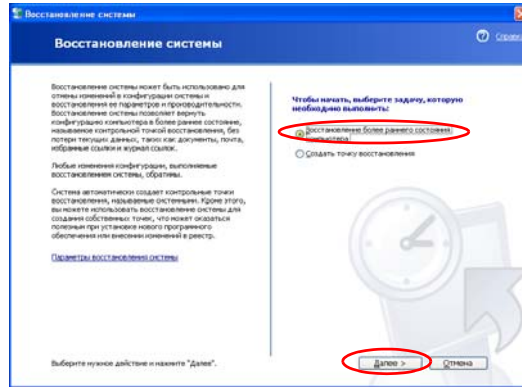 Восстановление системы
Справка
Восстановление системы
Восстановление системы может быть использовано для
отмены изменений в конфигурации системы и
восстановления ее параметров и производительности.
Восстановление системы позволяет вернуть
конфигурацию компьютера в более раннее состояние,
называемое контрольной точкой восстановления, без
потери текущих данных, таких как документы, почта,
избранные ссылки и журнал ссылок.
Любые изменения конфигурации, выполняемые
восстановлением системы, обратимы.
Система автоматически создает контрольные точки
восстановления, называемые системными. Кроме этого,
вы можете использовать восстановление системы для
создания собственных точек, что может оказаться
полезным при установке нового программного
обеспечения или внесении изменений в реестр.
Параметры восстановления системы
Чтобы начать, выберите задачу, которую
необходимо выполнить:
Восстановление более раннего состояния
компьютера
Создать точку восстановления
Выберите нужное действие и нажмите "Далее".
Далее >
Отмена